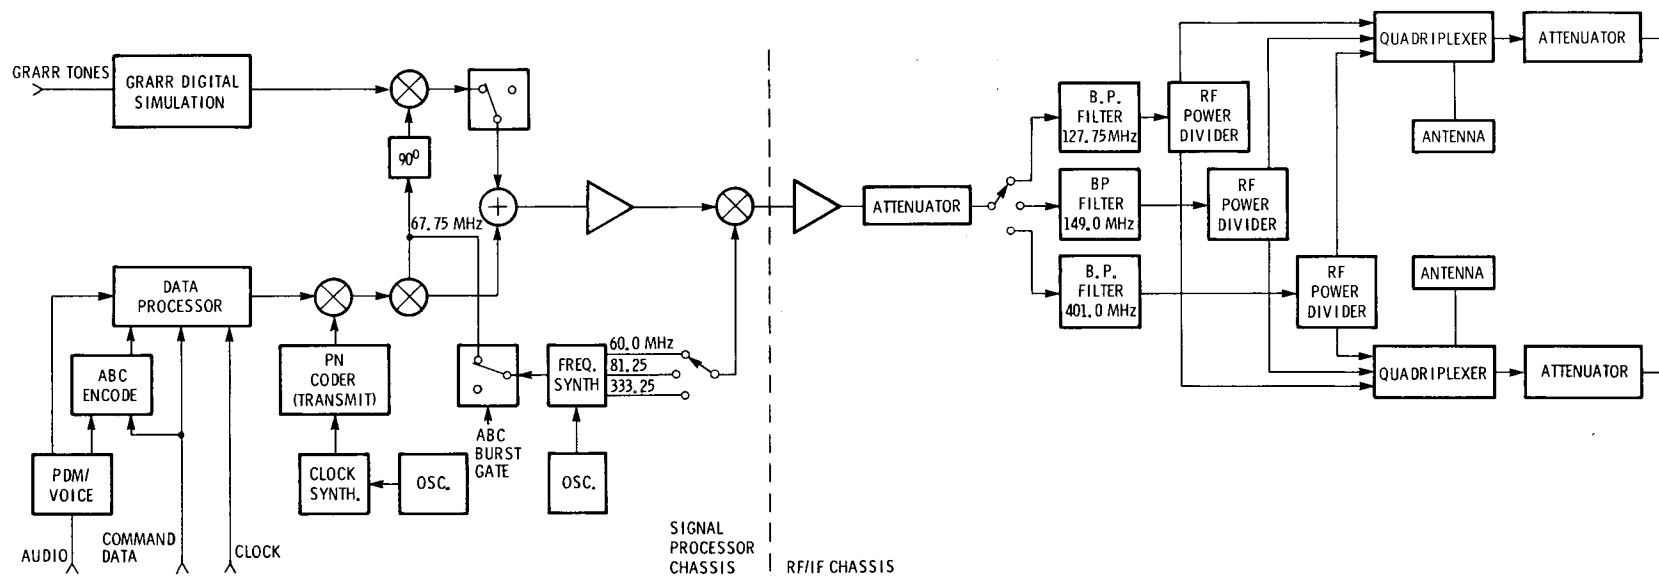 GRARR TONES
GRARR DIGITAL
SIMULATION
90°
67.75 MHz
DATA
PROCESSOR
ABC
ENCODE
PN
CODER
(TRANSMIT)
PDM/
VOICE
CLOCK
SYNTH.
OSC.
ABC
BURST
GATE
FREQ.
SYNTH
60.0 MHz
81.25
333.25
OSC.
AUDIO
COMMAND
DATA
CLOCK
SIGNAL
PROCESSOR
CHASSIS
RF/IF CHASSIS
ATTENUATOR
B.P.
FILTER
127.75 MHz
BP
FILTER
149.0 MHz
B.P.
FILTER
401.0 MHz
RF
POWER
DIVIDER
RF
POWER
DIVIDER
RF
POWER
DIVIDER
QUADRIPLEXER
ATTENUATOR
ANTENNA
ANTENNA
QUADRIPLEXER
ATTENUATOR